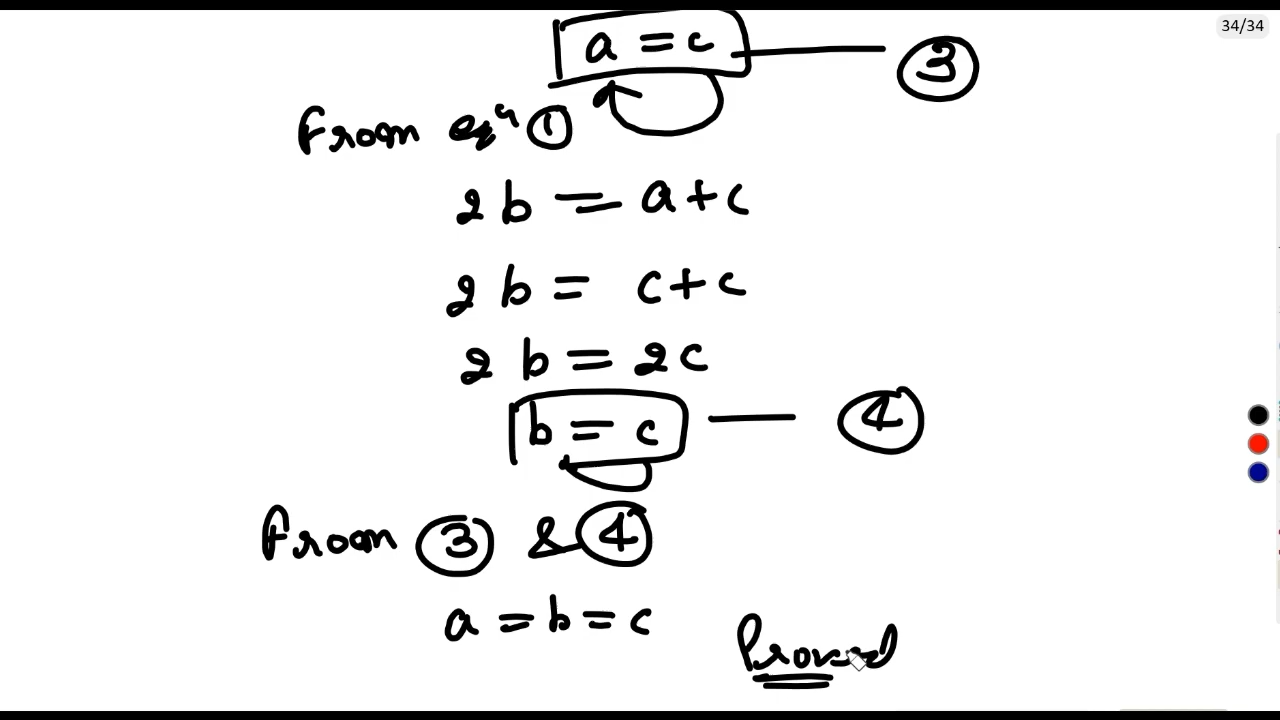 34/34
a = c — ③
From eqn ①
2b = a+c
2b = c+c
2b = 2c
b = c — ④
From ③ & ④
a = b = c
Proved